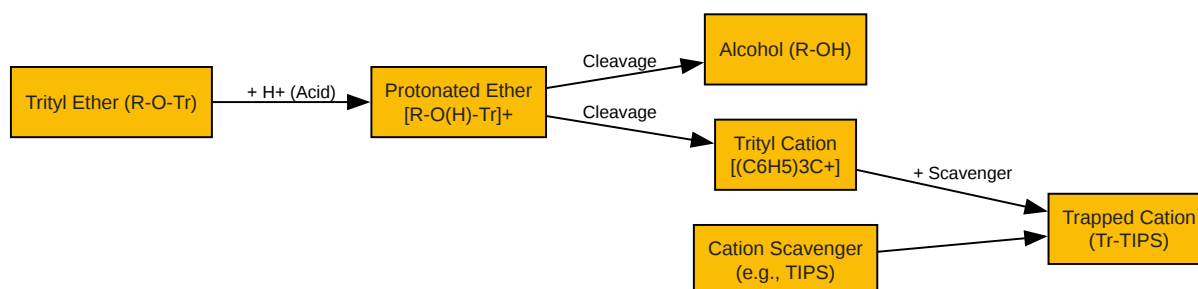 Trityl Ether (R-O-Tr)
+ H+ (Acid)
Protonated Ether
[R-O(H)-Tr]+
Cleavage
Alcohol (R-OH)
Cleavage
Trityl Cation
[(C6H5)3C+]
+ Scavenger
Cation Scavenger
(e.g., TIPS)
Trapped Cation
(Tr-TIPS)